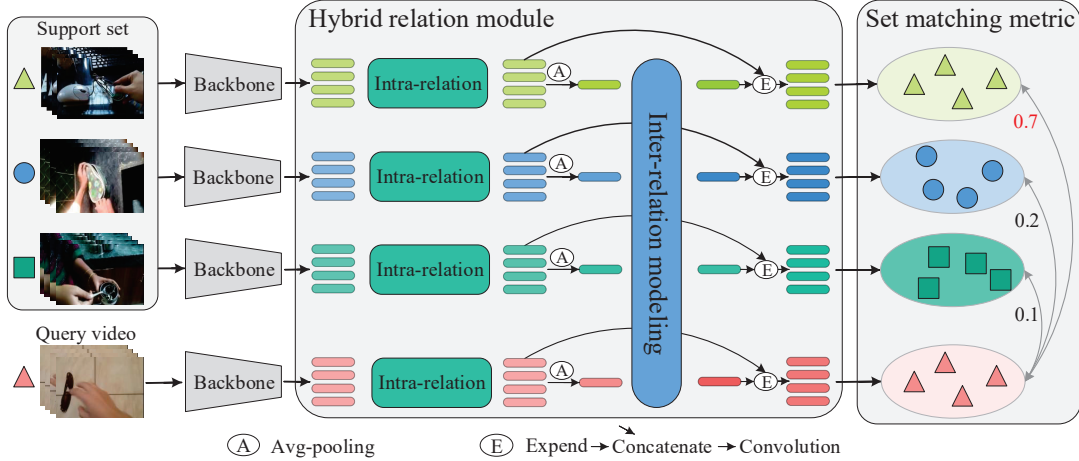 Support set
Hybrid relation module
Set matching metric
Backbone
Intra-relation
A
E
0.7
Backbone
Intra-relation
A
E
0.2
Backbone
Intra-relation
A
E
0.1
Inter-relation modeling
Query video
Backbone
Intra-relation
A
E
A Avg-pooling
E Expend → Concatenate → Convolution